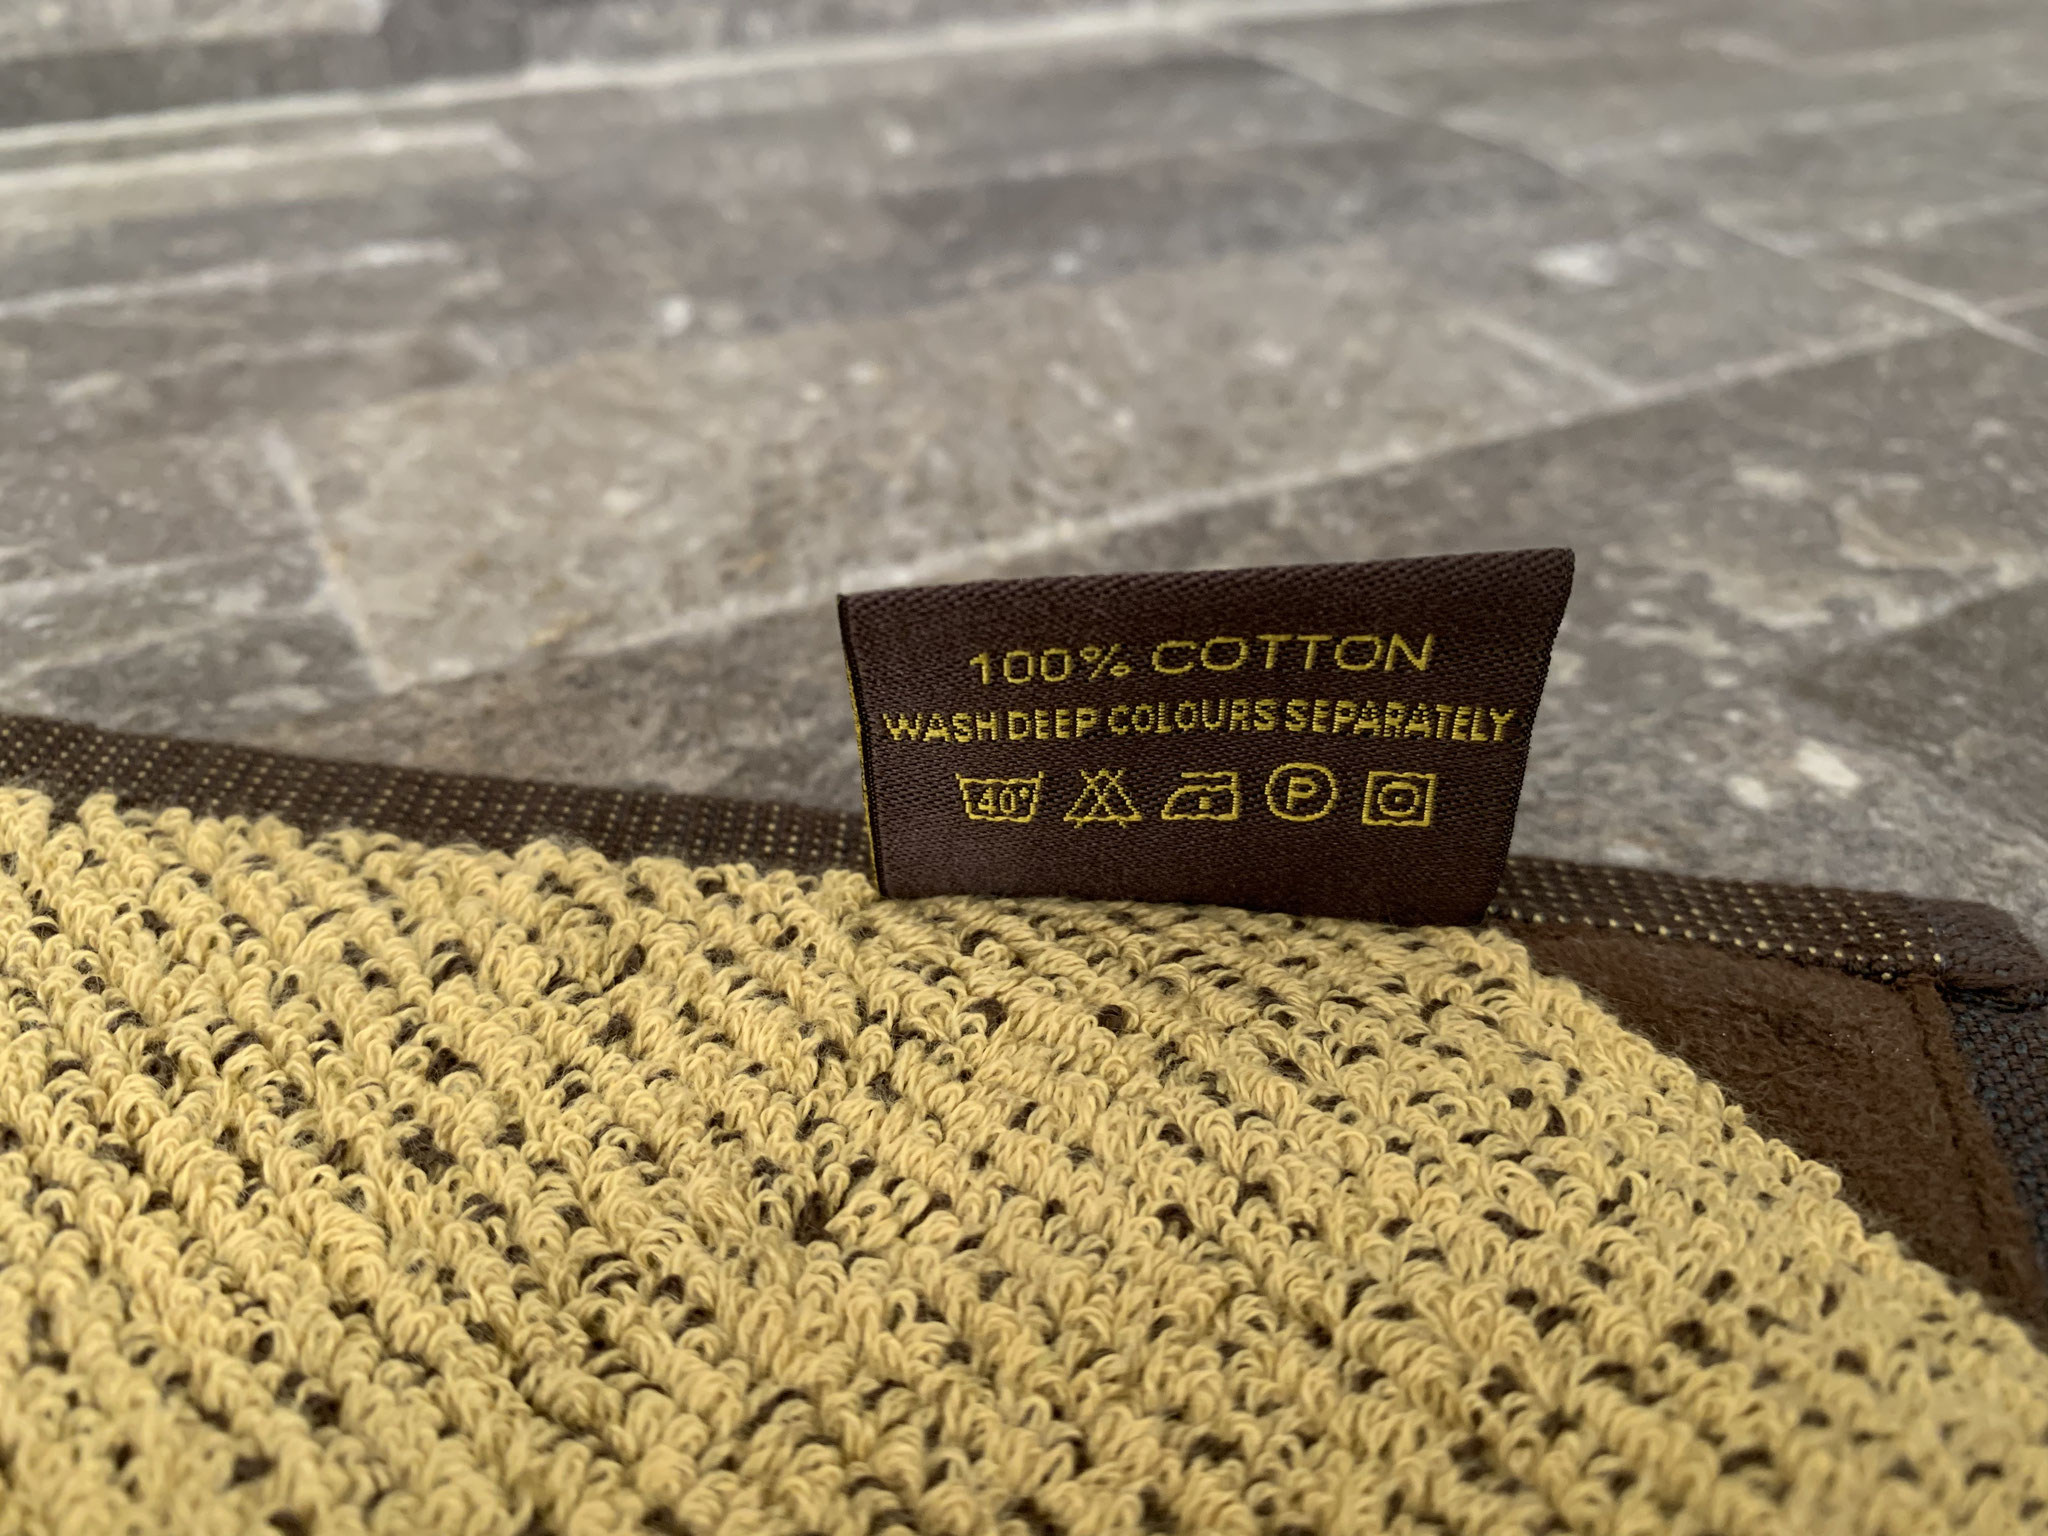 100% COTTON
WASH DEEP COLOURS SEPARATELY
40° P